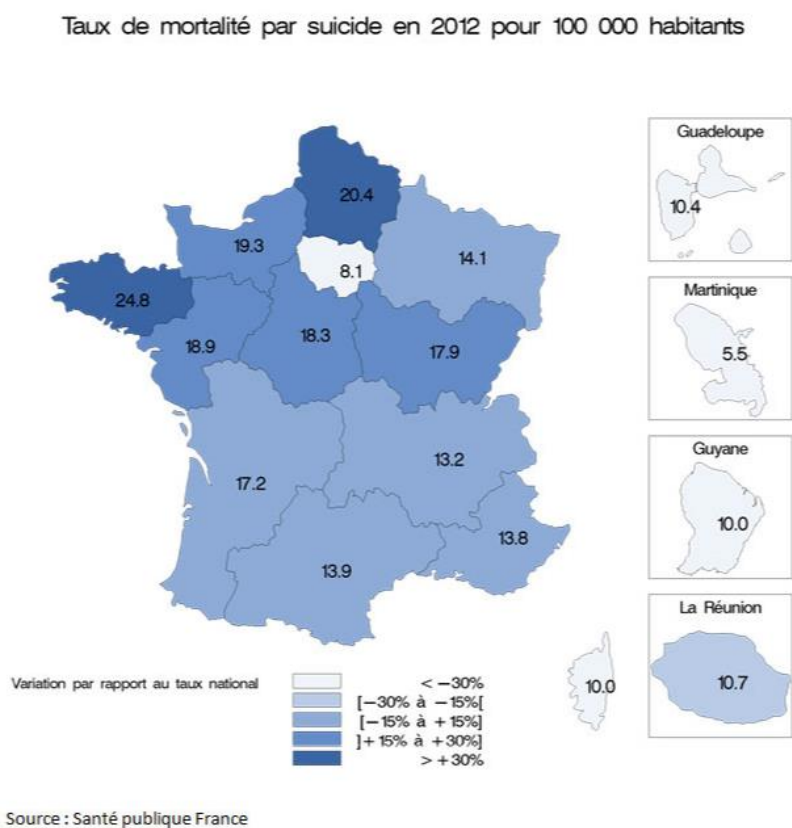 Taux de mortalité par suicide en 2012 pour 100 000 habitants
Guadeloupe
10.4
20.4
19.3
14.1
8.1
24.8
Martinique
5.5
18.3
18.9
17.9
Guyane
10.0
17.2
13.2
13.8
13.9
La Réunion
10.7
10.0
Variation par rapport au taux national
< −30%
[−30% à −15%[
[−15% à +15%]
]+15% à +30%]
> +30%
Source : Santé publique France